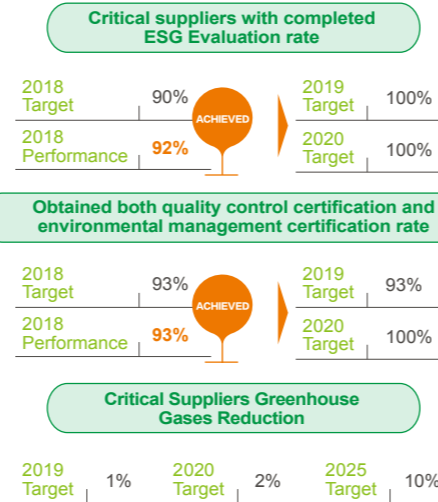 Critical suppliers with completed
ESG Evaluation rate
2018
Target
90%
2018
Performance
92%
ACHIEVED
2019
Target
100%
2020
Target
100%
Obtained both quality control certification and
environmental management certification rate
2018
Target
93%
2018
Performance
93%
ACHIEVED
2019
Target
93%
2020
Target
100%
Critical Suppliers Greenhouse
Gases Reduction
2019
Target
1%
2020
Target
2%
2025
Target
10%